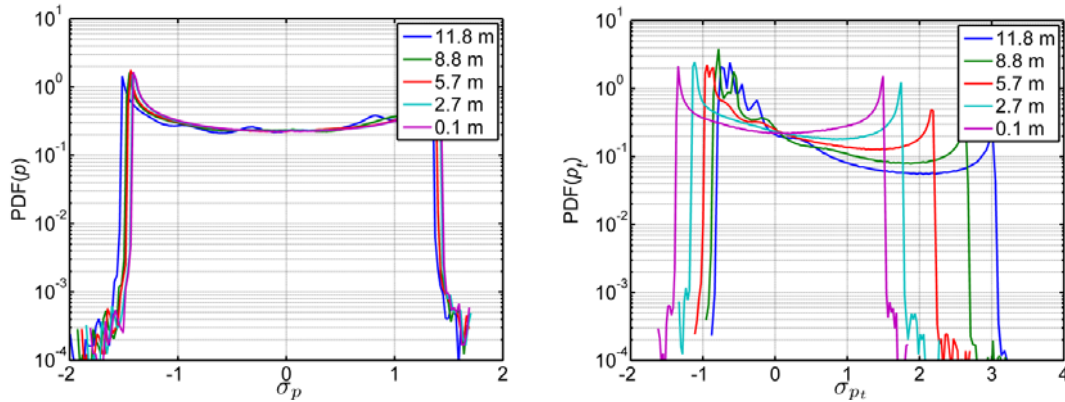 10^1
10^0
10^-1
10^-2
10^-3
10^-4
PDF(p)
-2
-1
0
1
2
σ_p
11.8 m
8.8 m
5.7 m
2.7 m
0.1 m
10^1
10^0
10^-1
10^-2
10^-3
10^-4
PDF(p_t)
-2
-1
0
1
2
3
4
σ_{p_t}
11.8 m
8.8 m
5.7 m
2.7 m
0.1 m